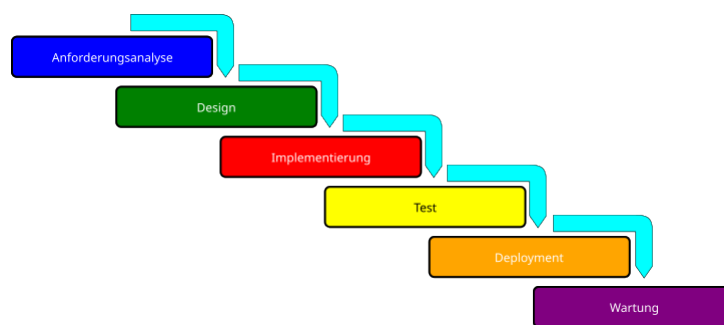 Anforderungsanalyse
Design
Implementierung
Test
Deployment
Wartung